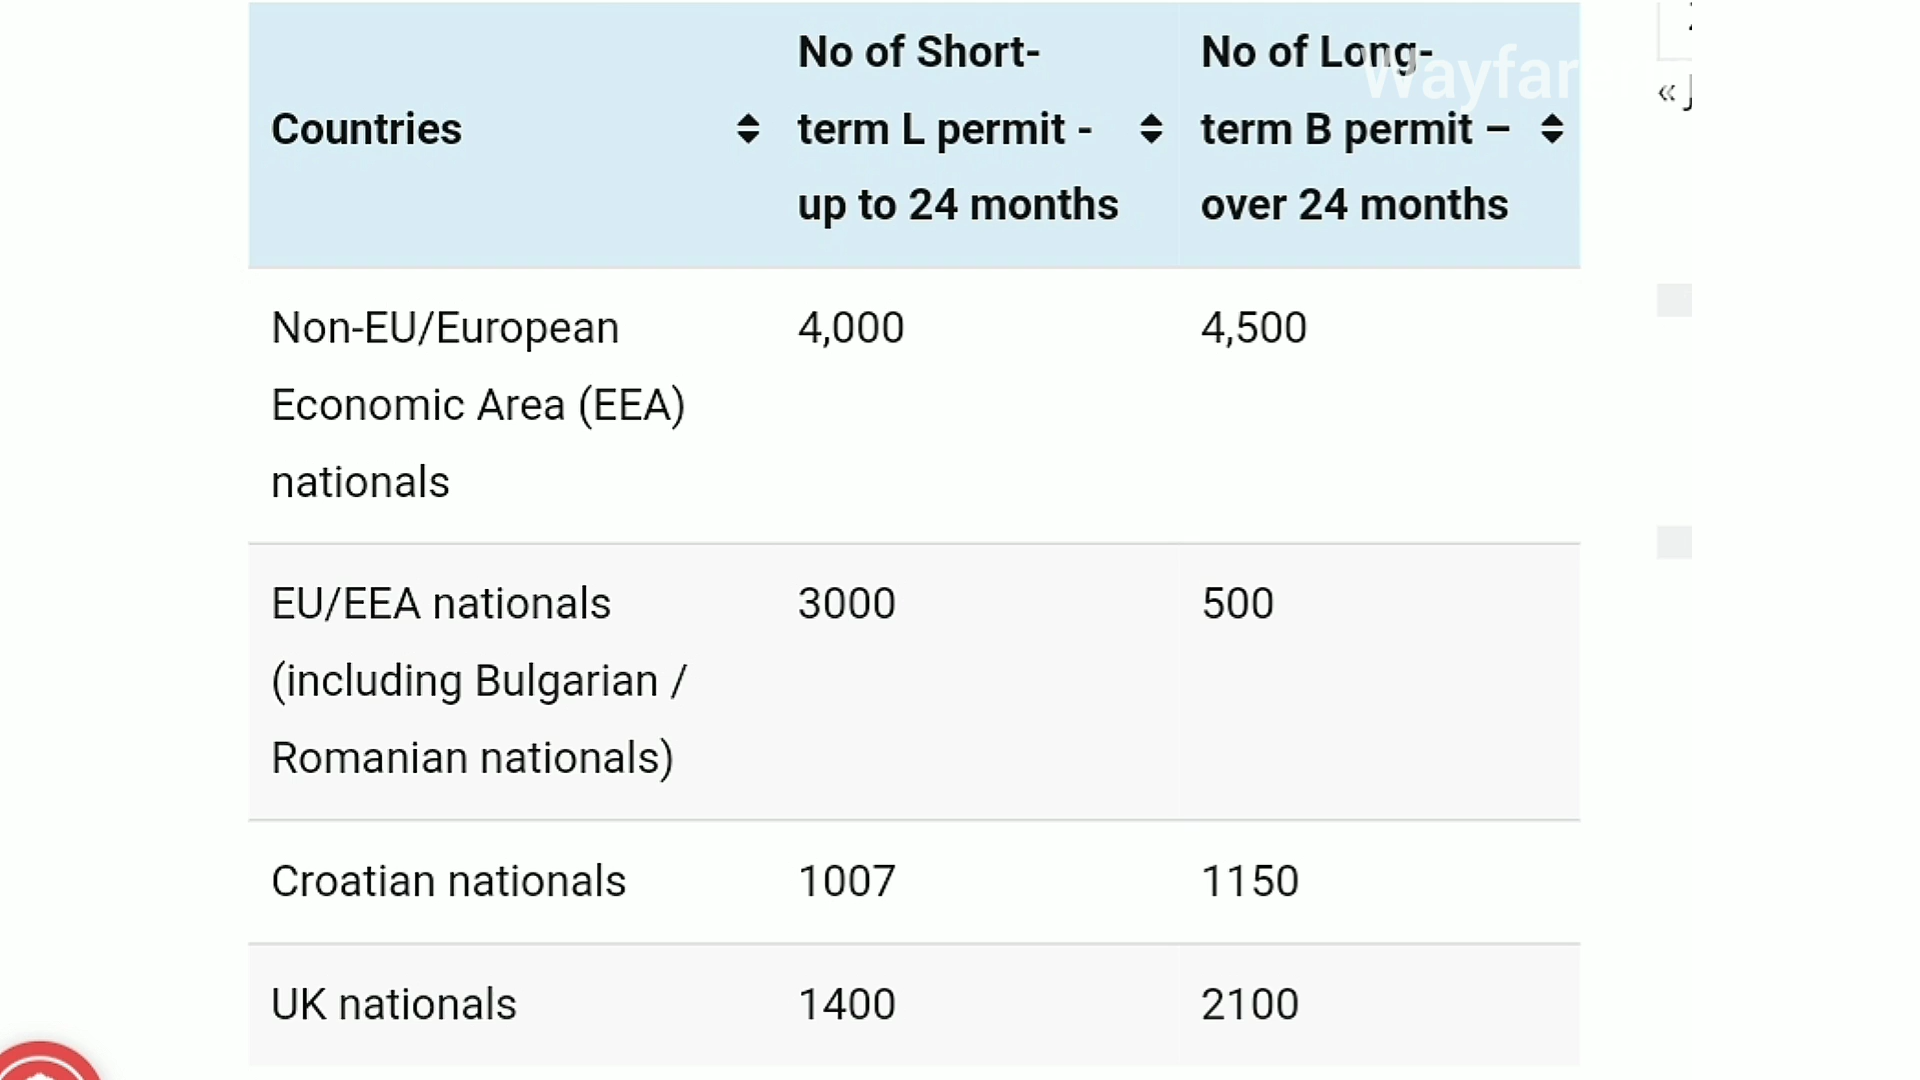 Countries
No of Short-
term L permit -
up to 24 months
No of Long-
term B permit –
over 24 months
Wayfar
«
Non-EU/European
Economic Area (EEA)
nationals
4,000
4,500
EU/EEA nationals
(including Bulgarian /
Romanian nationals)
3000
500
Croatian nationals
1007
1150
UK nationals
1400
2100